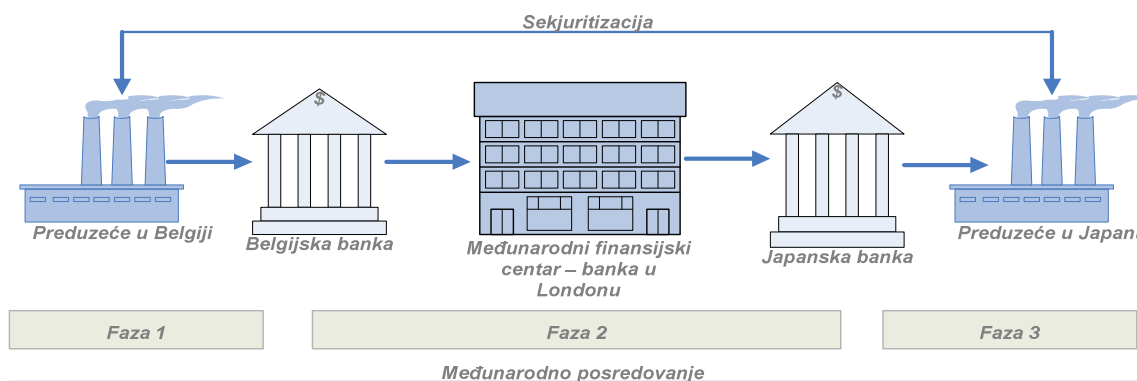 Sekjuritizacija
$
$
Preduzeće u Belgiji
Belgijska banka
Međunarodni finansijski
centar – banka u
Londonu
Japanska banka
Preduzeće u Japanu
Faza 1
Faza 2
Faza 3
Međunarodno posredovanje